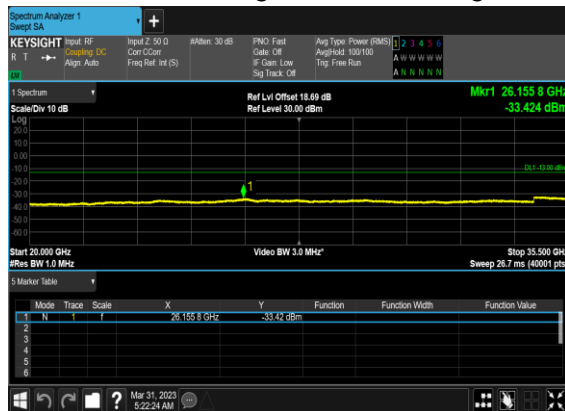 Spectrum Analyzer 1
Swept SA
+
KEYSIGHT Input: RF Input Z: 50 Ω #Atten: 30 dB PNO: Fast Avg Type: Power (RMS) 1 2 3 4 5 6
R T Coupling: DC Corr CCorr Gate: Off Avg|Hold: 100/100 A W W W W W
Align: Auto Freq Ref: Int (S) IF Gain: Low Trig: Free Run
LW Sig Track: Off A N N N N N
1 Spectrum Ref Lvl Offset 18.69 dB Mkr1 26.155 8 GHz
Scale/Div 10 dB Ref Level 30.00 dBm -33.424 dBm
Log
20.0
10.0
0.00
-10.0 DL1 -13.00 dBm
-20.0
-30.0 1
-40.0
-50.0
-60.0
Start 20.000 GHz Video BW 3.0 MHz* Stop 35.500 GHz
#Res BW 1.0 MHz Sweep 26.7 ms (40001 pts)
5 Marker Table
Mode Trace Scale X Y Function Function Width Function Value
1 N 1 f 26.155 8 GHz -33.42 dBm
2
3
4
5
6
? Mar 31, 2023
5:22:24 AM